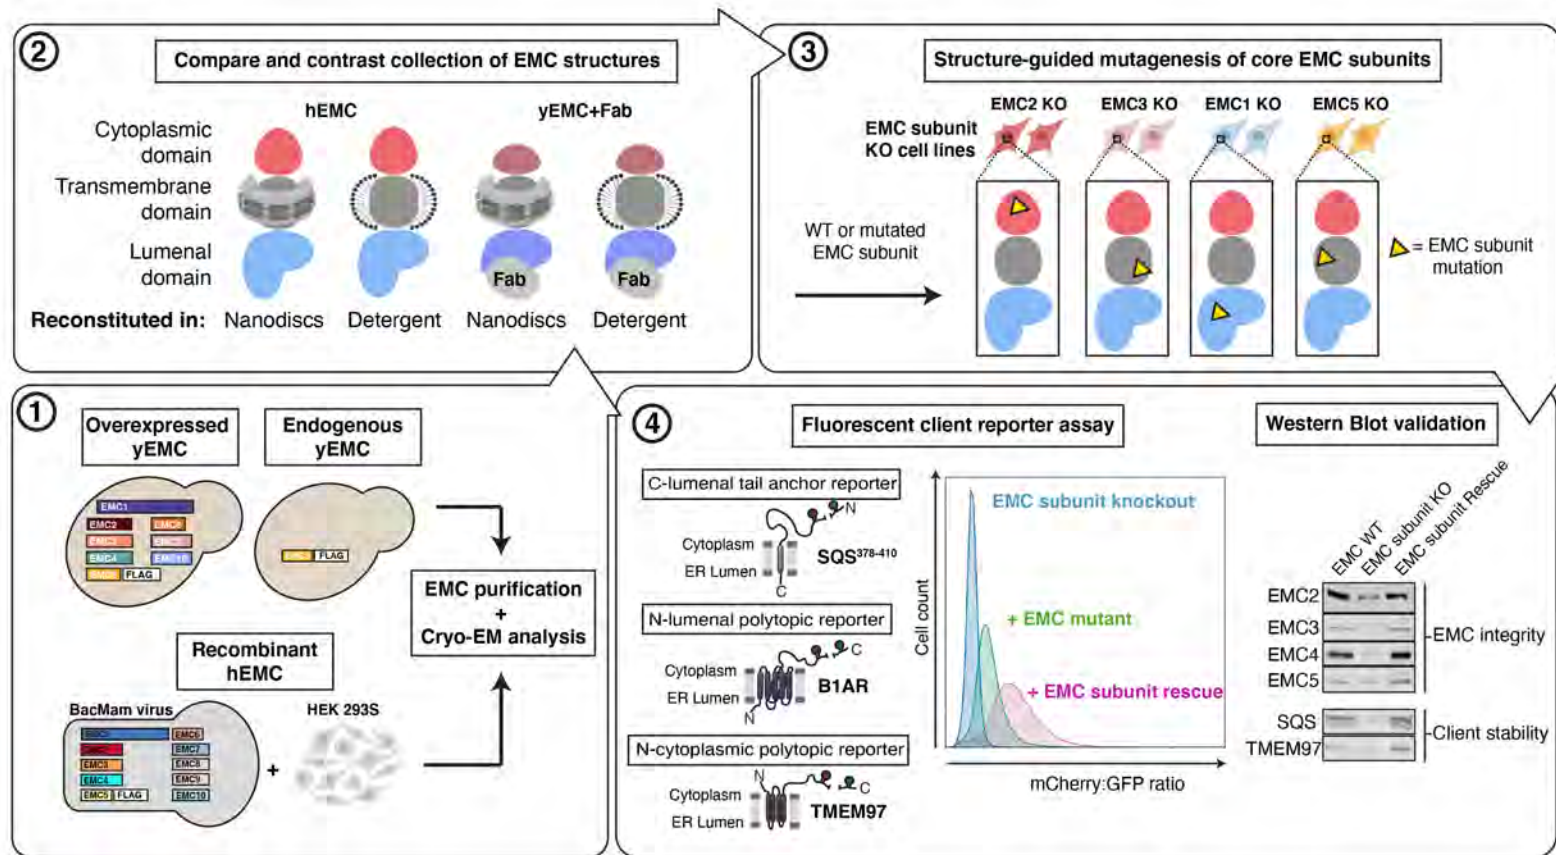 1
Overexpressed
yEMC
Endogenous
yEMC
EMC1
EMC2
EMC3
EMC4
FLAG
FLAG
EMC purification
+
Cryo-EM analysis
Recombinant
hEMC
BacMam virus
HEK 293S
+
EMC3
EMC4
EMC5 FLAG
EMC6
EMC7
EMC8
EMC9
EMC10
2
Compare and contrast collection of EMC structures
hEMC
yEMC+Fab
Cytoplasmic
domain
Transmembrane
domain
Lumenal
domain
Fab
Fab
Reconstituted in: Nanodiscs Detergent Nanodiscs Detergent
3
Structure-guided mutagenesis of core EMC subunits
EMC2 KO EMC3 KO EMC1 KO EMC5 KO
EMC subunit
KO cell lines
WT or mutated
EMC subunit
= EMC subunit
mutation
4
Fluorescent client reporter assay
C-lumenal tail anchor reporter
N
Cytoplasm
ER Lumen
SQS378-410
C
N-lumenal polytopic reporter
C
Cytoplasm
ER Lumen
B1AR
N
N-cytoplasmic polytopic reporter
N
C
Cytoplasm
ER Lumen
TMEM97
Cell count
EMC subunit knockout
+ EMC mutant
+ EMC subunit rescue
mCherry:GFP ratio
Western Blot validation
EMC WT
EMC subunit KO
EMC subunit Rescue
EMC2
EMC3
EMC4
EMC5
EMC integrity
SQS
TMEM97
Client stability